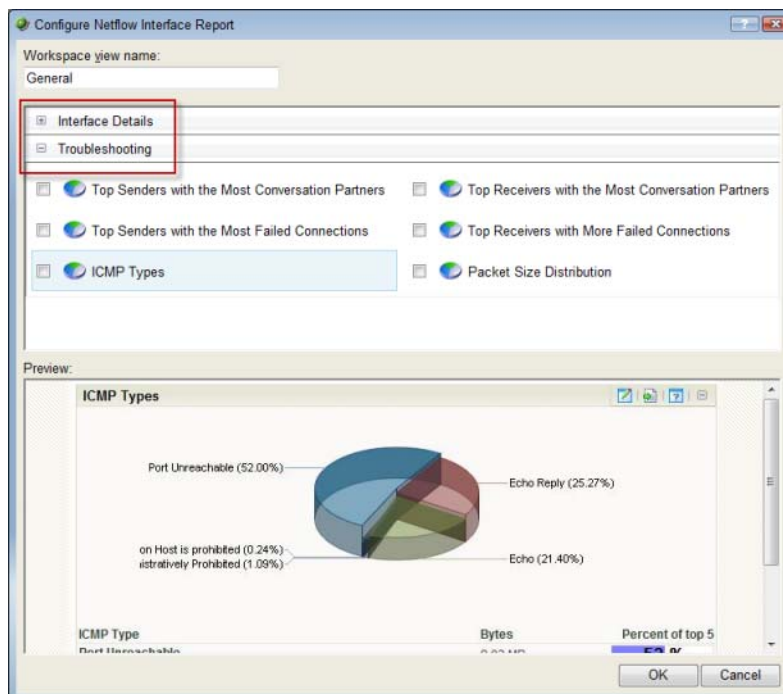 Configure Netflow Interface Report
Workspace view name:
General
Interface Details
Troubleshooting
Top Senders with the Most Conversation Partners
Top Receivers with the Most Conversation Partners
Top Senders with the Most Failed Connections
Top Receivers with More Failed Connections
ICMP Types
Packet Size Distribution
Preview:
ICMP Types
Port Unreachable (52.00%)
Echo Reply (25.27%)
on Host is prohibited (0.24%)
istratively Prohibited (1.09%)
Echo (21.40%)
ICMP Type Bytes Percent of top 5
Port Unreachable 52 %
OK Cancel